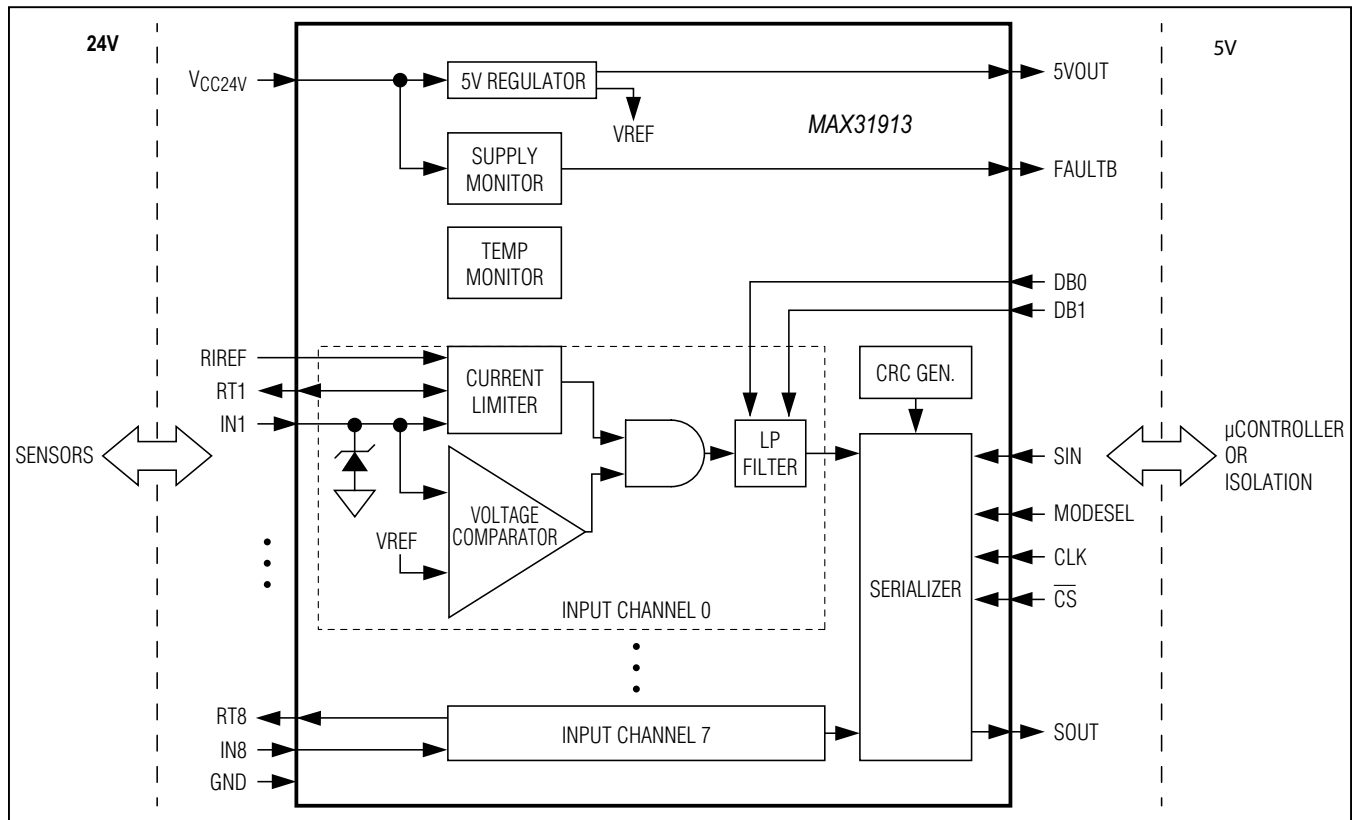 24V
5V
VCC24V
5V REGULATOR
5VOUT
VREF
MAX31913
SUPPLY
MONITOR
FAULTB
TEMP
MONITOR
DB0
DB1
RIREF
RT1
IN1
CURRENT
LIMITER
CRC GEN.
LP
FILTER
SENSORS
SIN
µCONTROLLER
OR
ISOLATION
VOLTAGE
COMPARATOR
VREF
MODESEL
CLK
CS
SERIALIZER
INPUT CHANNEL 0
RT8
IN8
GND
INPUT CHANNEL 7
SOUT